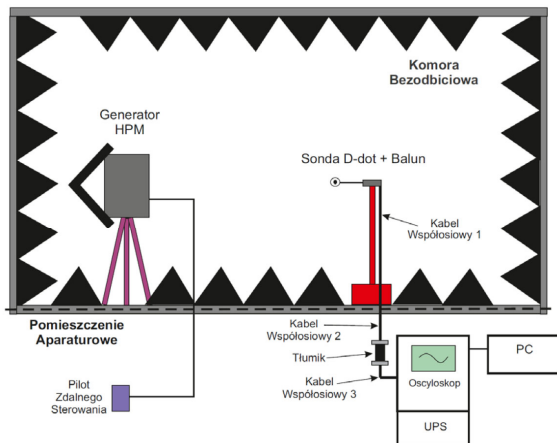 Komora
Bezodbiciowa
Generator
HPM
Sonda D-dot + Balun
Kabel
Współosiowy 1
Pomieszczenie
Aparaturowe
Kabel
Współosiowy 2
Tłumik
Kabel
Współosiowy 3
Oscyloskop
PC
UPS
Pilot
Zdalnego
Sterowania